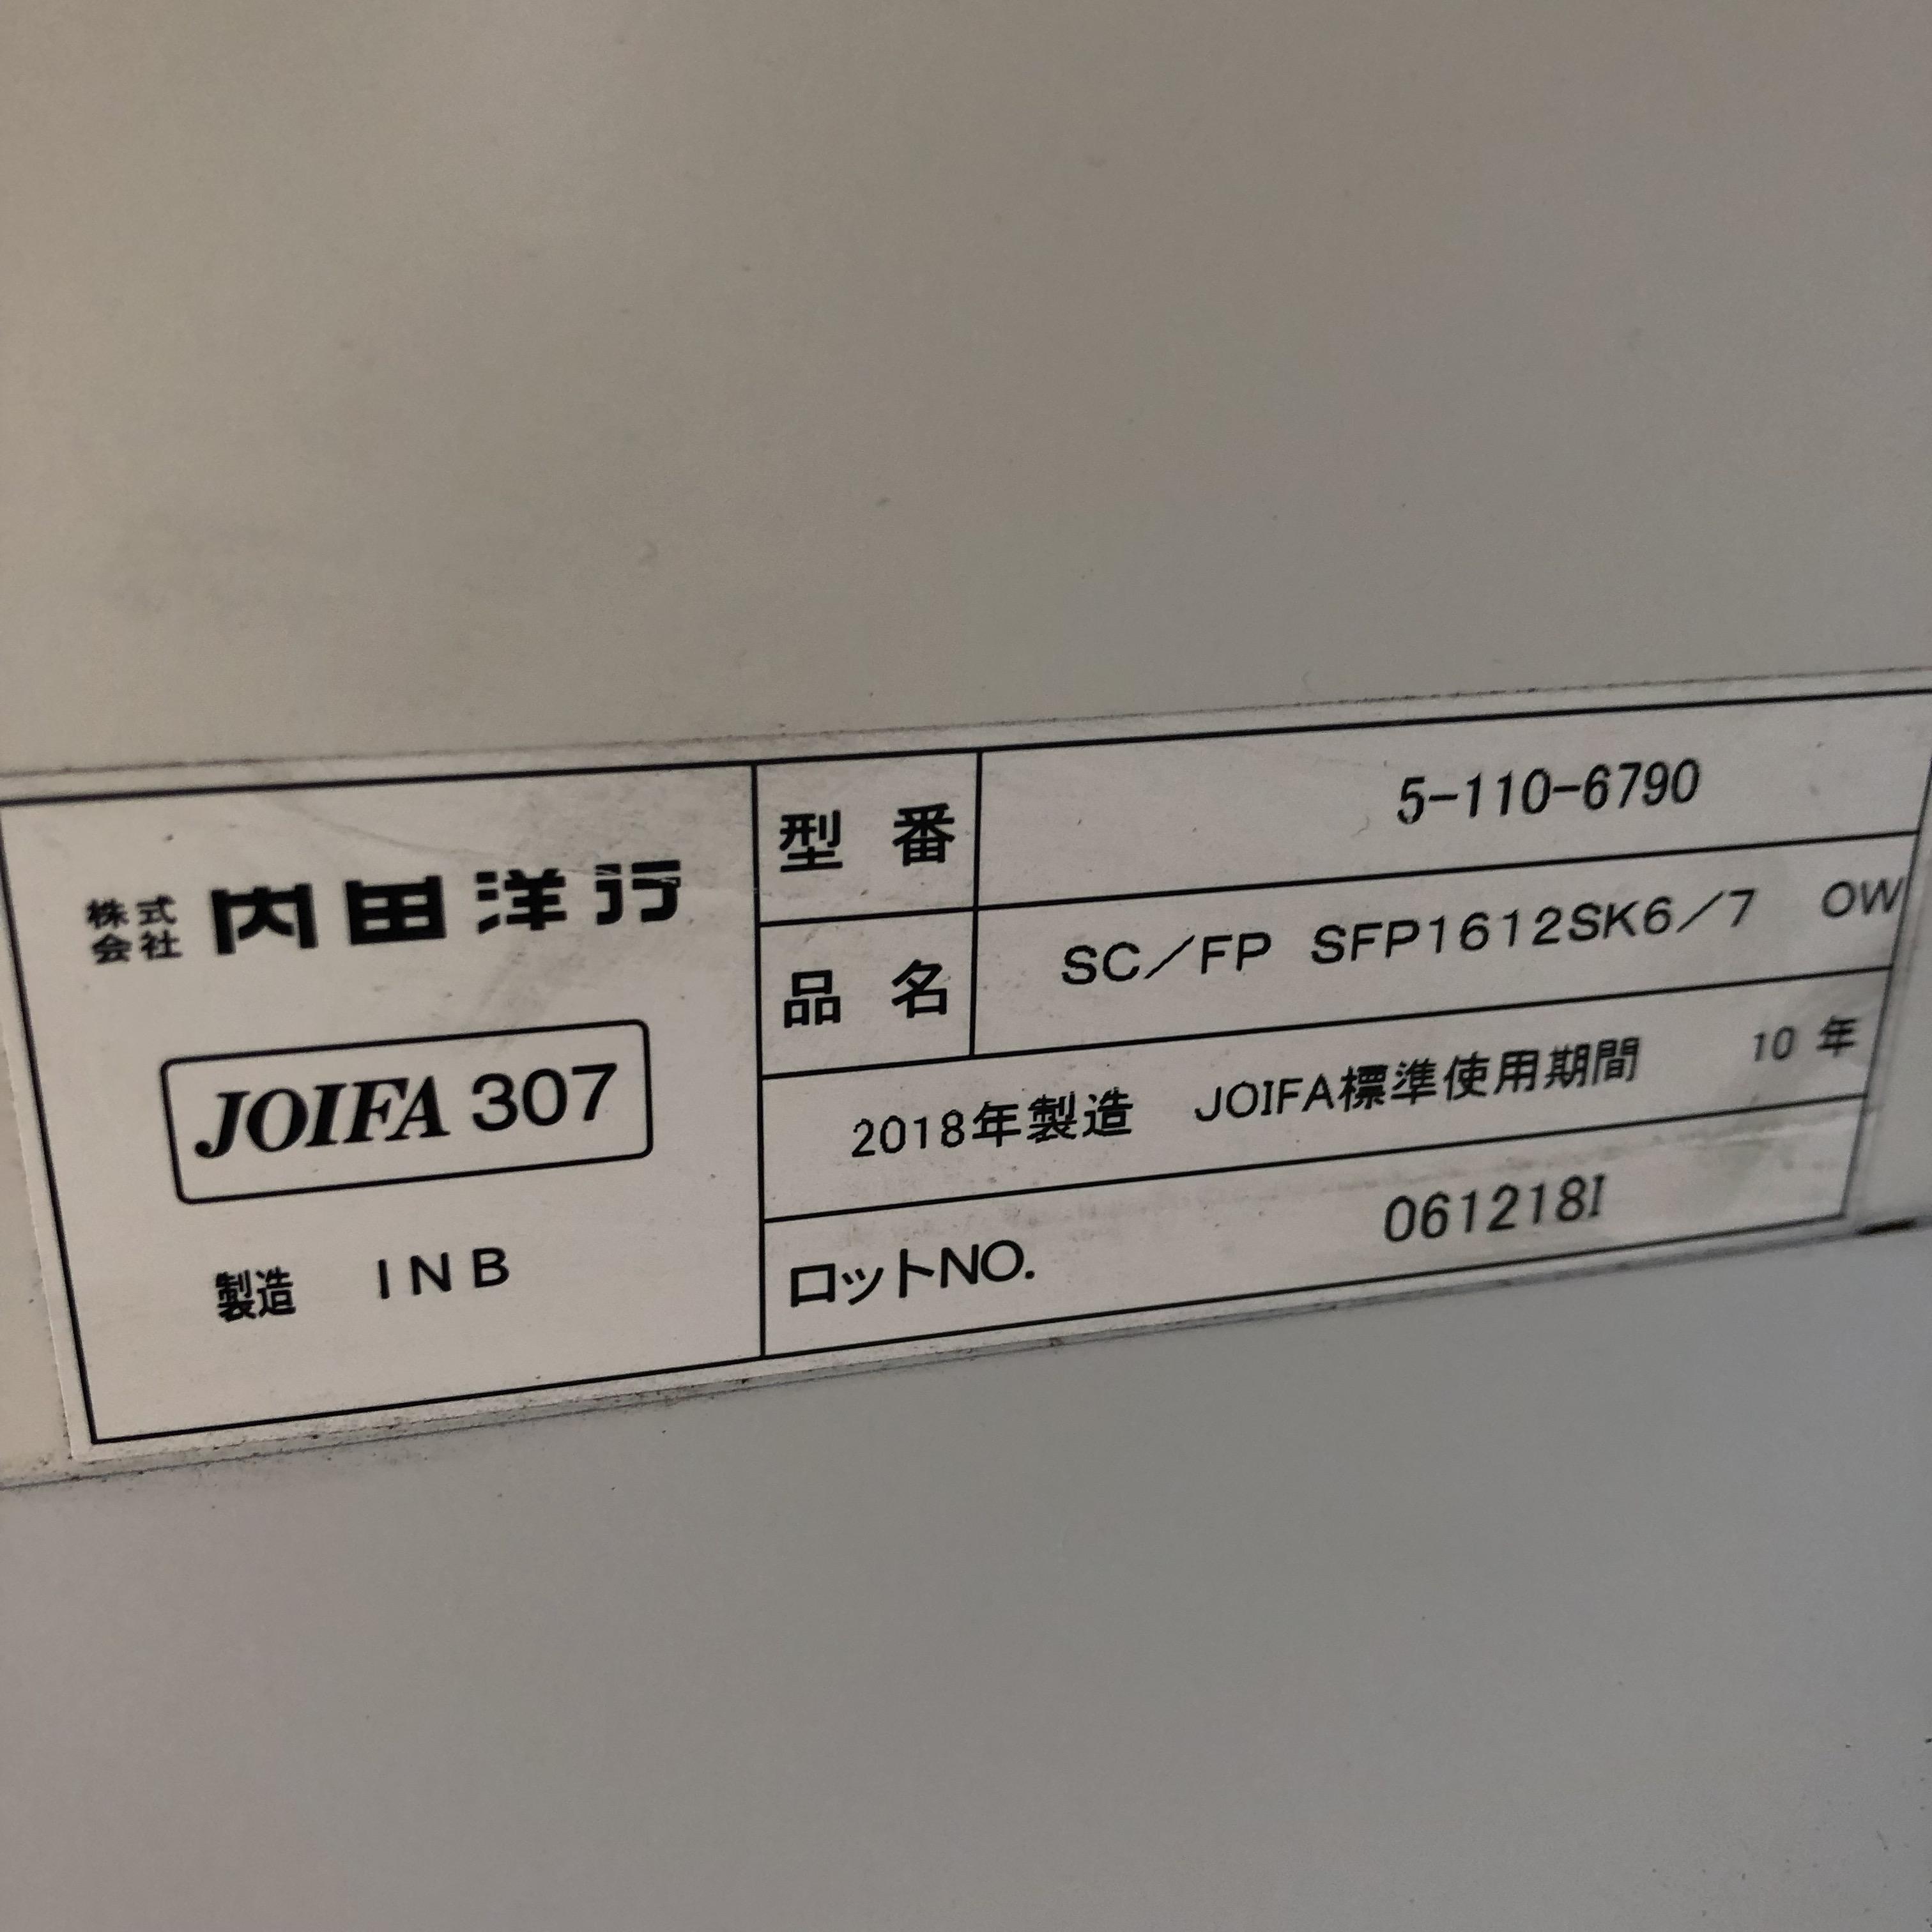 株式会社 内田洋行
JOIFA 307
製造 INB
型番 5-110-6790
品名 SC／FP SFP1612SK6／7 OW
2018年製造 JOIFA標準使用期間 10年
ロットNO. 061218I